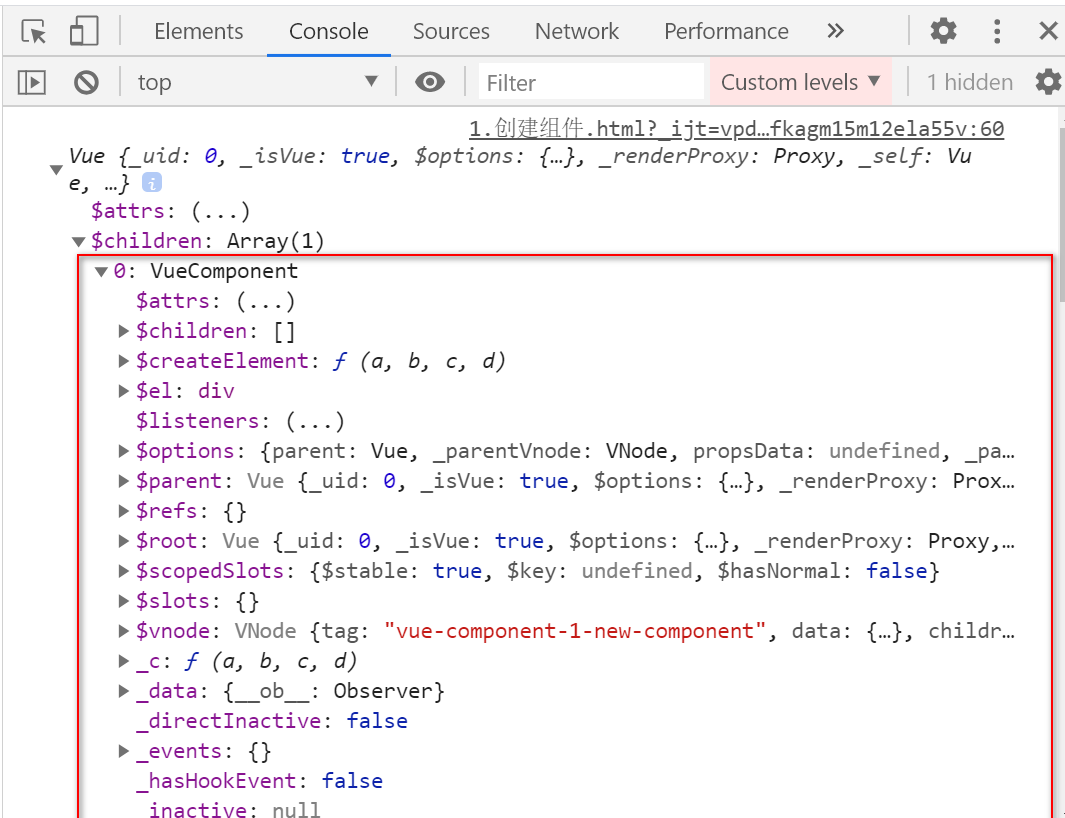 Elements Console Sources Network Performance »
top ▼ Filter Custom levels ▼ 1 hidden
1.创建组件.html?_ijt=vpd…fkagm15m12ela55v:60
▼ Vue {_uid: 0, _isVue: true, $options: {…}, _renderProxy: Proxy, _self: Vu
e, …} i
$attrs: (...)
▼ $children: Array(1)
▼ 0: VueComponent
$attrs: (...)
▶ $children: []
▶ $createElement: ƒ (a, b, c, d)
▶ $el: div
$listeners: (...)
▶ $options: {parent: Vue, _parentVnode: VNode, propsData: undefined, _pa…
▶ $parent: Vue {_uid: 0, _isVue: true, $options: {…}, _renderProxy: Prox…
▶ $refs: {}
▶ $root: Vue {_uid: 0, _isVue: true, $options: {…}, _renderProxy: Proxy,…
▶ $scopedSlots: {$stable: true, $key: undefined, $hasNormal: false}
▶ $slots: {}
▶ $vnode: VNode {tag: "vue-component-1-new-component", data: {…}, childr…
▶ _c: ƒ (a, b, c, d)
▶ _data: {__ob__: Observer}
_directInactive: false
▶ _events: {}
_hasHookEvent: false
_inactive: null